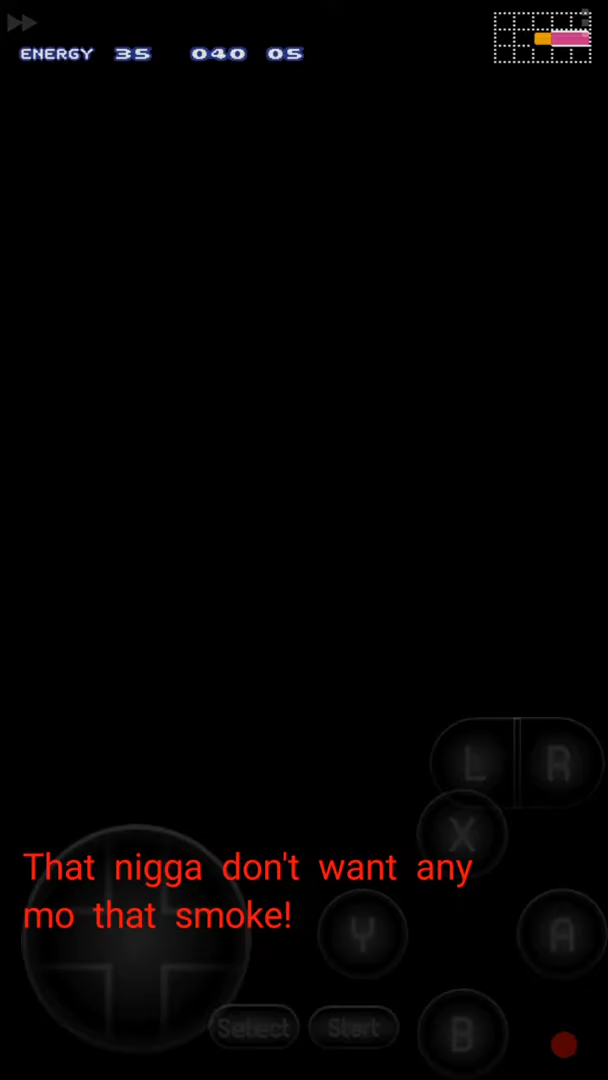 ENERGY 35 040 05
L R
X
That nigga don't want any
mo that smoke!
Y A
Select Start B